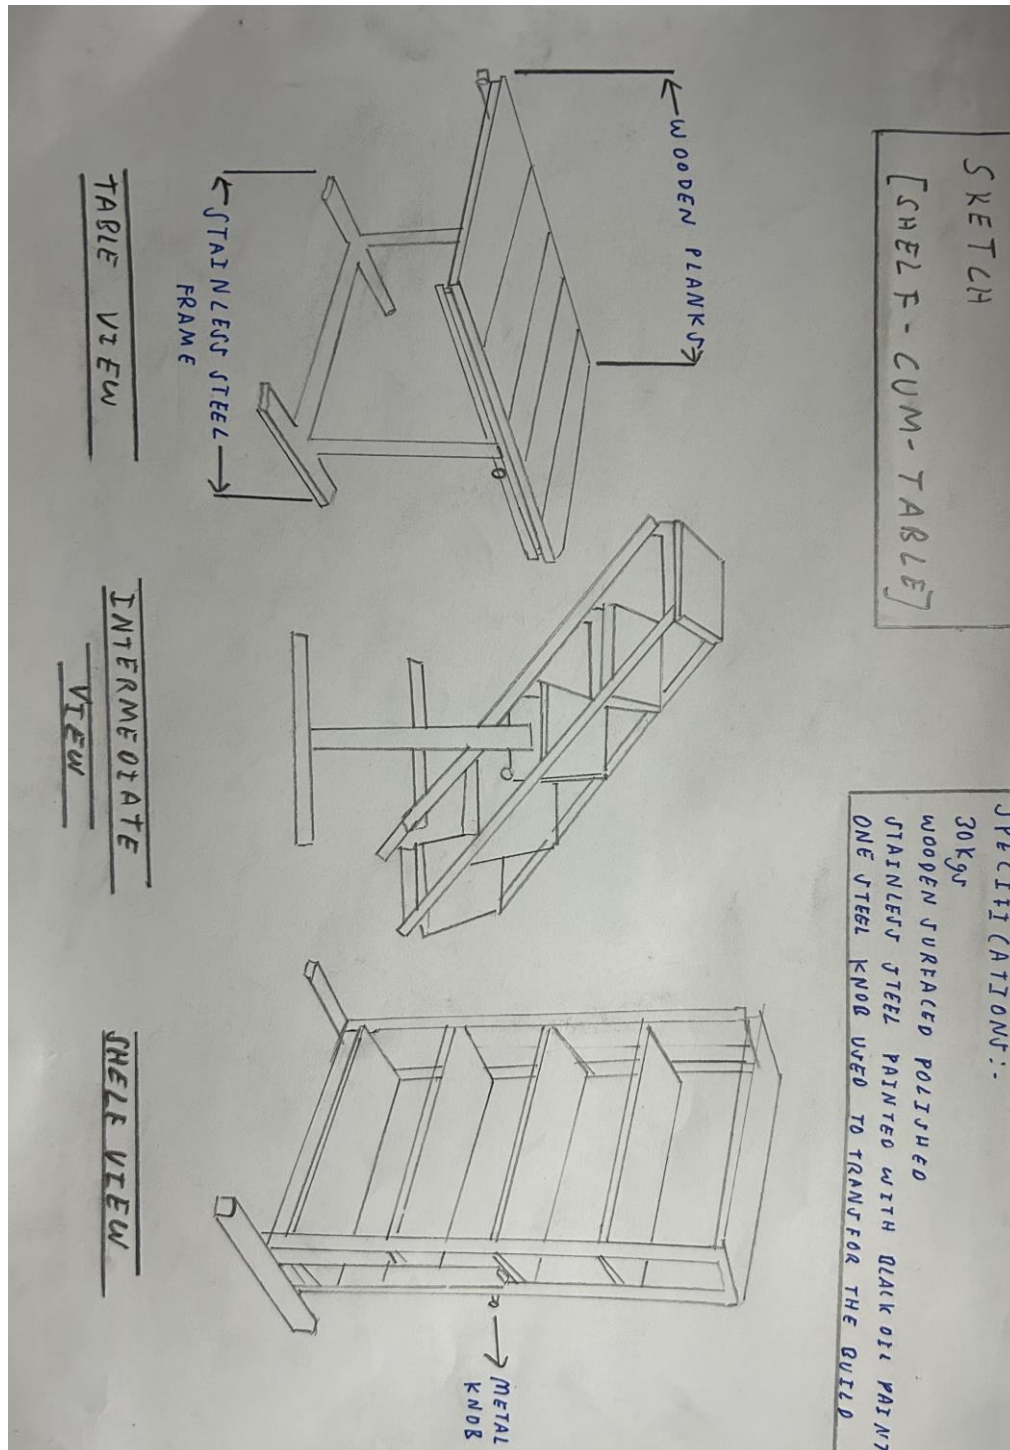 SKETCH
[SHELF-CUM-TABLE]
SPECIFICATIONS:-
30Kgs
WOODEN SURFACED POLISHED
STAINLESS STEEL PAINTED WITH BLACK OIL PAINT
ONE STEEL KNOB USED TO TRANSFOR THE BUILD
WOODEN PLANKS
STAINLESS STEEL
FRAME
METAL
KNOB
TABLE VIEW
INTERMEDIATE
VIEW
SHELF VIEW